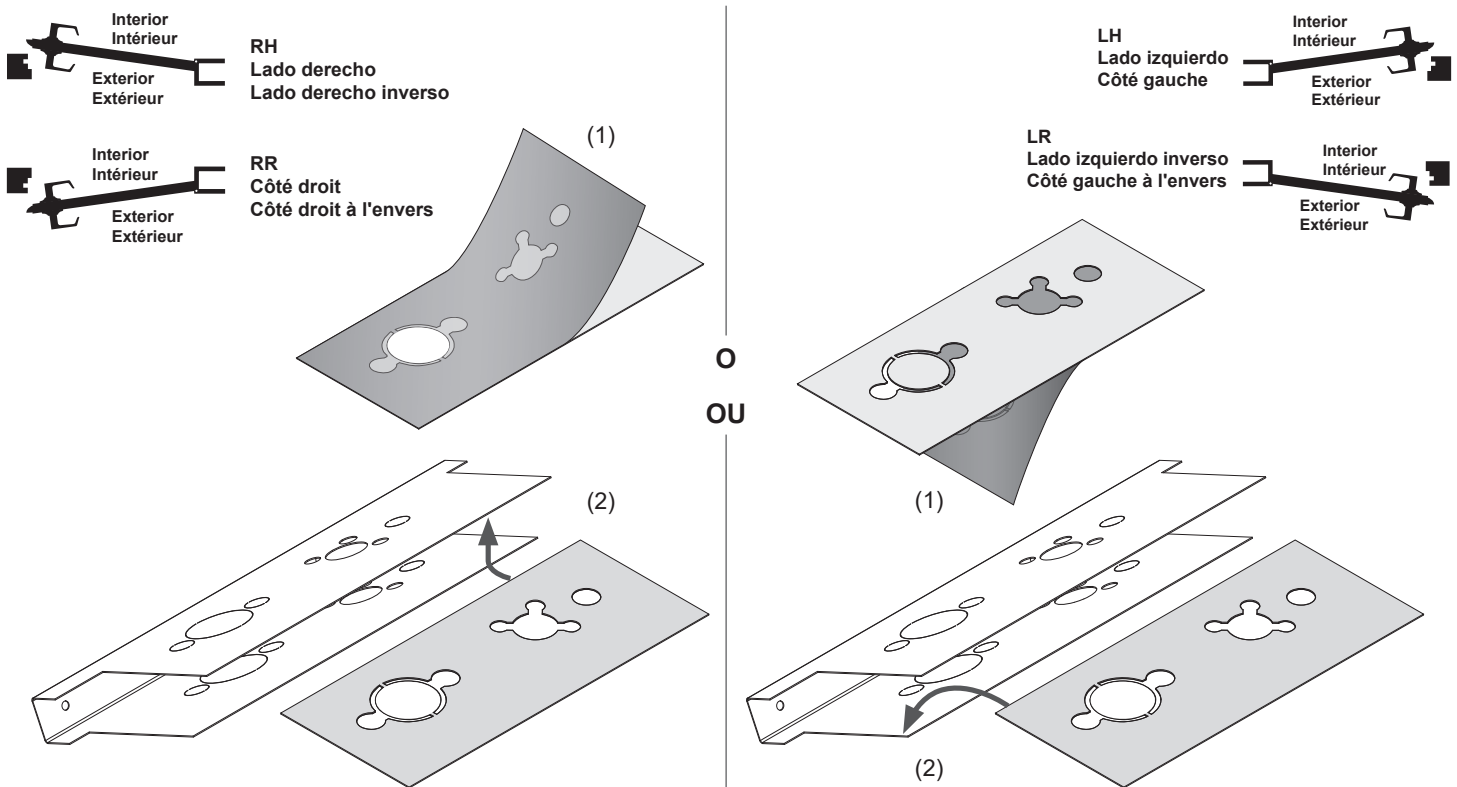 Interior
Intérieur
Exterior
Extérieur
RH
Lado derecho
Lado derecho inverso
Interior
Intérieur
Exterior
Extérieur
RR
Côté droit
Côté droit à l'envers
(1)
(2)
O
OU
LH
Lado izquierdo
Côté gauche
Interior
Intérieur
Exterior
Extérieur
LR
Lado izquierdo inverso
Côté gauche à l'envers
Interior
Intérieur
Exterior
Extérieur
(1)
(2)